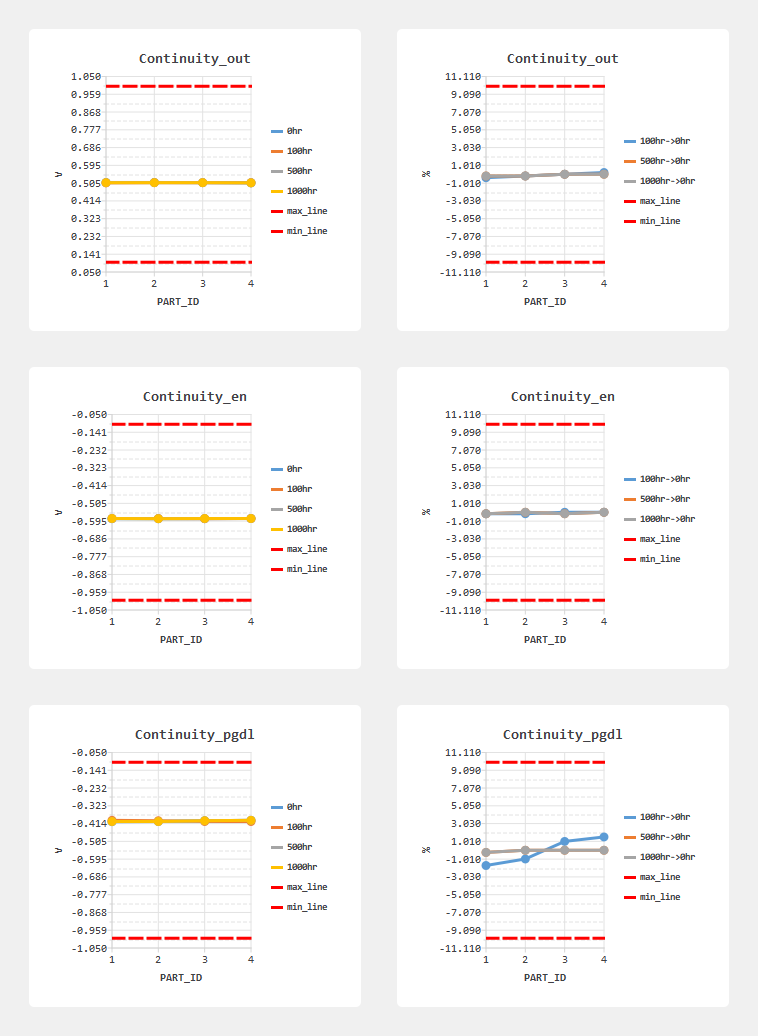 Continuity_out
1.050
0.959
0.868
0.777
0.686
0.595
0.505
0.414
0.323
0.232
0.141
0.050
1 2 3 4
PART_ID
0hr
100hr
500hr
1000hr
max_line
min_line
Continuity_out
11.110
9.090
7.070
5.050
3.030
1.010
-1.010
-3.030
-5.050
-7.070
-9.090
-11.110
%
1 2 3 4
PART_ID
100hr->0hr
500hr->0hr
1000hr->0hr
max_line
min_line
Continuity_en
-0.050
-0.141
-0.232
-0.323
-0.414
-0.505
-0.595
-0.686
-0.777
-0.868
-0.959
-1.050
1 2 3 4
PART_ID
0hr
100hr
500hr
1000hr
max_line
min_line
Continuity_en
11.110
9.090
7.070
5.050
3.030
1.010
-1.010
-3.030
-5.050
-7.070
-9.090
-11.110
%
1 2 3 4
PART_ID
100hr->0hr
500hr->0hr
1000hr->0hr
max_line
min_line
Continuity_pgdl
-0.050
-0.141
-0.232
-0.323
-0.414
-0.505
-0.595
-0.686
-0.777
-0.868
-0.959
-1.050
1 2 3 4
PART_ID
0hr
100hr
500hr
1000hr
max_line
min_line
Continuity_pgdl
11.110
9.090
7.070
5.050
3.030
1.010
-1.010
-3.030
-5.050
-7.070
-9.090
-11.110
%
1 2 3 4
PART_ID
100hr->0hr
500hr->0hr
1000hr->0hr
max_line
min_line